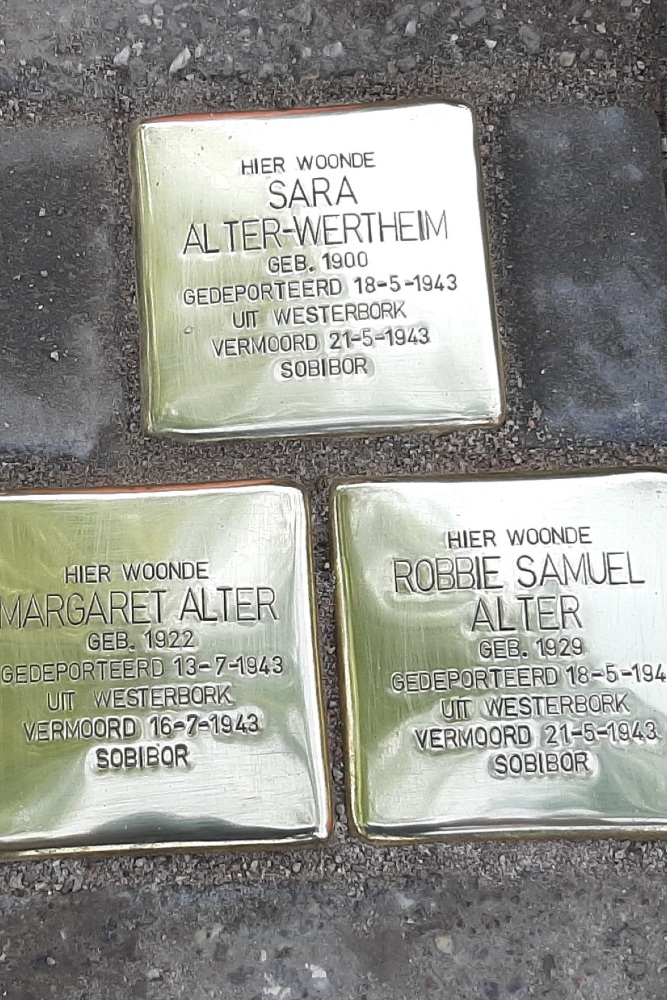 HIER WOONDE
SARA
ALTER-WERTHEIM
GEB. 1900
GEDEPORTEERD 18-5-1943
UIT WESTERBORK
VERMOORD 21-5-1943
SOBIBOR
HIER WOONDE
MARGARET ALTER
GEB. 1922
GEDEPORTEERD 13-7-1943
UIT WESTERBORK
VERMOORD 16-7-1943
SOBIBOR
HIER WOONDE
ROBBIE SAMUEL
ALTER
GEB. 1929
GEDEPORTEERD 18-5-194
UIT WESTERBORK
VERMOORD 21-5-1943
SOBIBOR